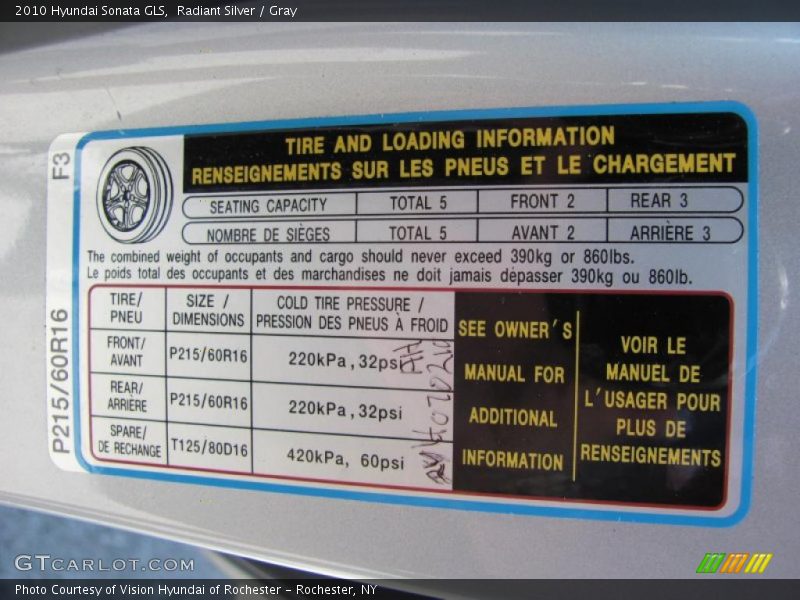 2010 Hyundai Sonata GLS, Radiant Silver / Gray
F3
P215/60R16
TIRE AND LOADING INFORMATION
RENSEIGNEMENTS SUR LES PNEUS ET LE CHARGEMENT
SEATING CAPACITY TOTAL 5 FRONT 2 REAR 3
NOMBRE DE SIÈGES TOTAL 5 AVANT 2 ARRIÈRE 3
The combined weight of occupants and cargo should never exceed 390kg or 860lbs.
Le poids total des occupants et des marchandises ne doit jamais dépasser 390kg ou 860lb.
TIRE/
PNEU
SIZE /
DIMENSIONS
COLD TIRE PRESSURE /
PRESSION DES PNEUS À FROID
FRONT/
AVANT
P215/60R16
220kPa, 32psi
REAR/
ARRIÈRE
P215/60R16
220kPa, 32psi
SPARE/
DE RECHANGE
T125/80D16
420kPa, 60psi
SEE OWNER'S
MANUAL FOR
ADDITIONAL
INFORMATION
VOIR LE
MANUEL DE
L'USAGER POUR
PLUS DE
RENSEIGNEMENTS
GTCARLOT.COM
Photo Courtesy of Vision Hyundai of Rochester - Rochester, NY